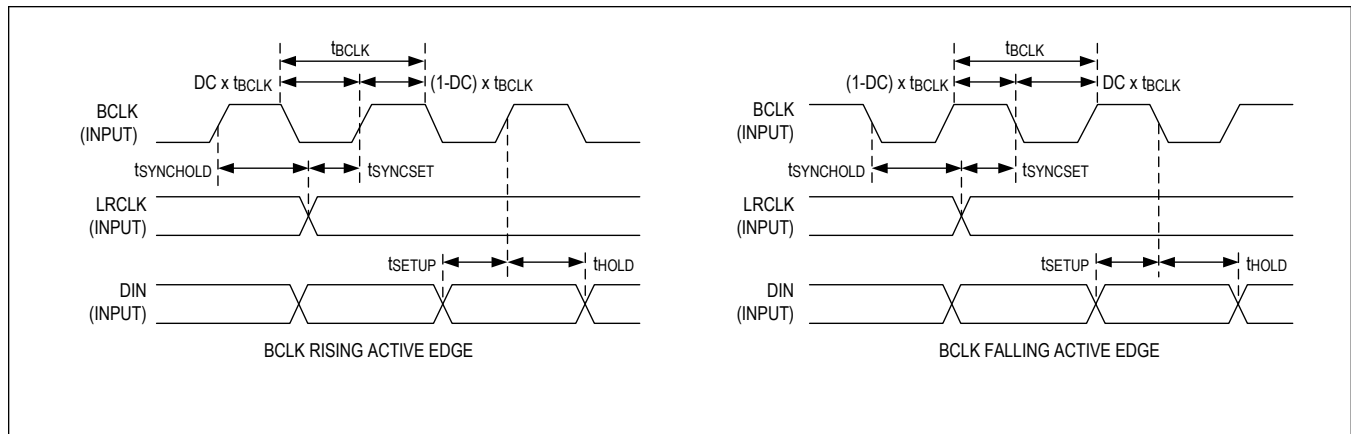 tBCLK
DC x tBCLK
(1-DC) x tBCLK
BCLK
(INPUT)
tSYNCHOLD
tSYNCSET
LRCLK
(INPUT)
tSETUP
tHOLD
DIN
(INPUT)
BCLK RISING ACTIVE EDGE
tBCLK
(1-DC) x tBCLK
DC x tBCLK
BCLK
(INPUT)
tSYNCHOLD
tSYNCSET
LRCLK
(INPUT)
tSETUP
tHOLD
DIN
(INPUT)
BCLK FALLING ACTIVE EDGE